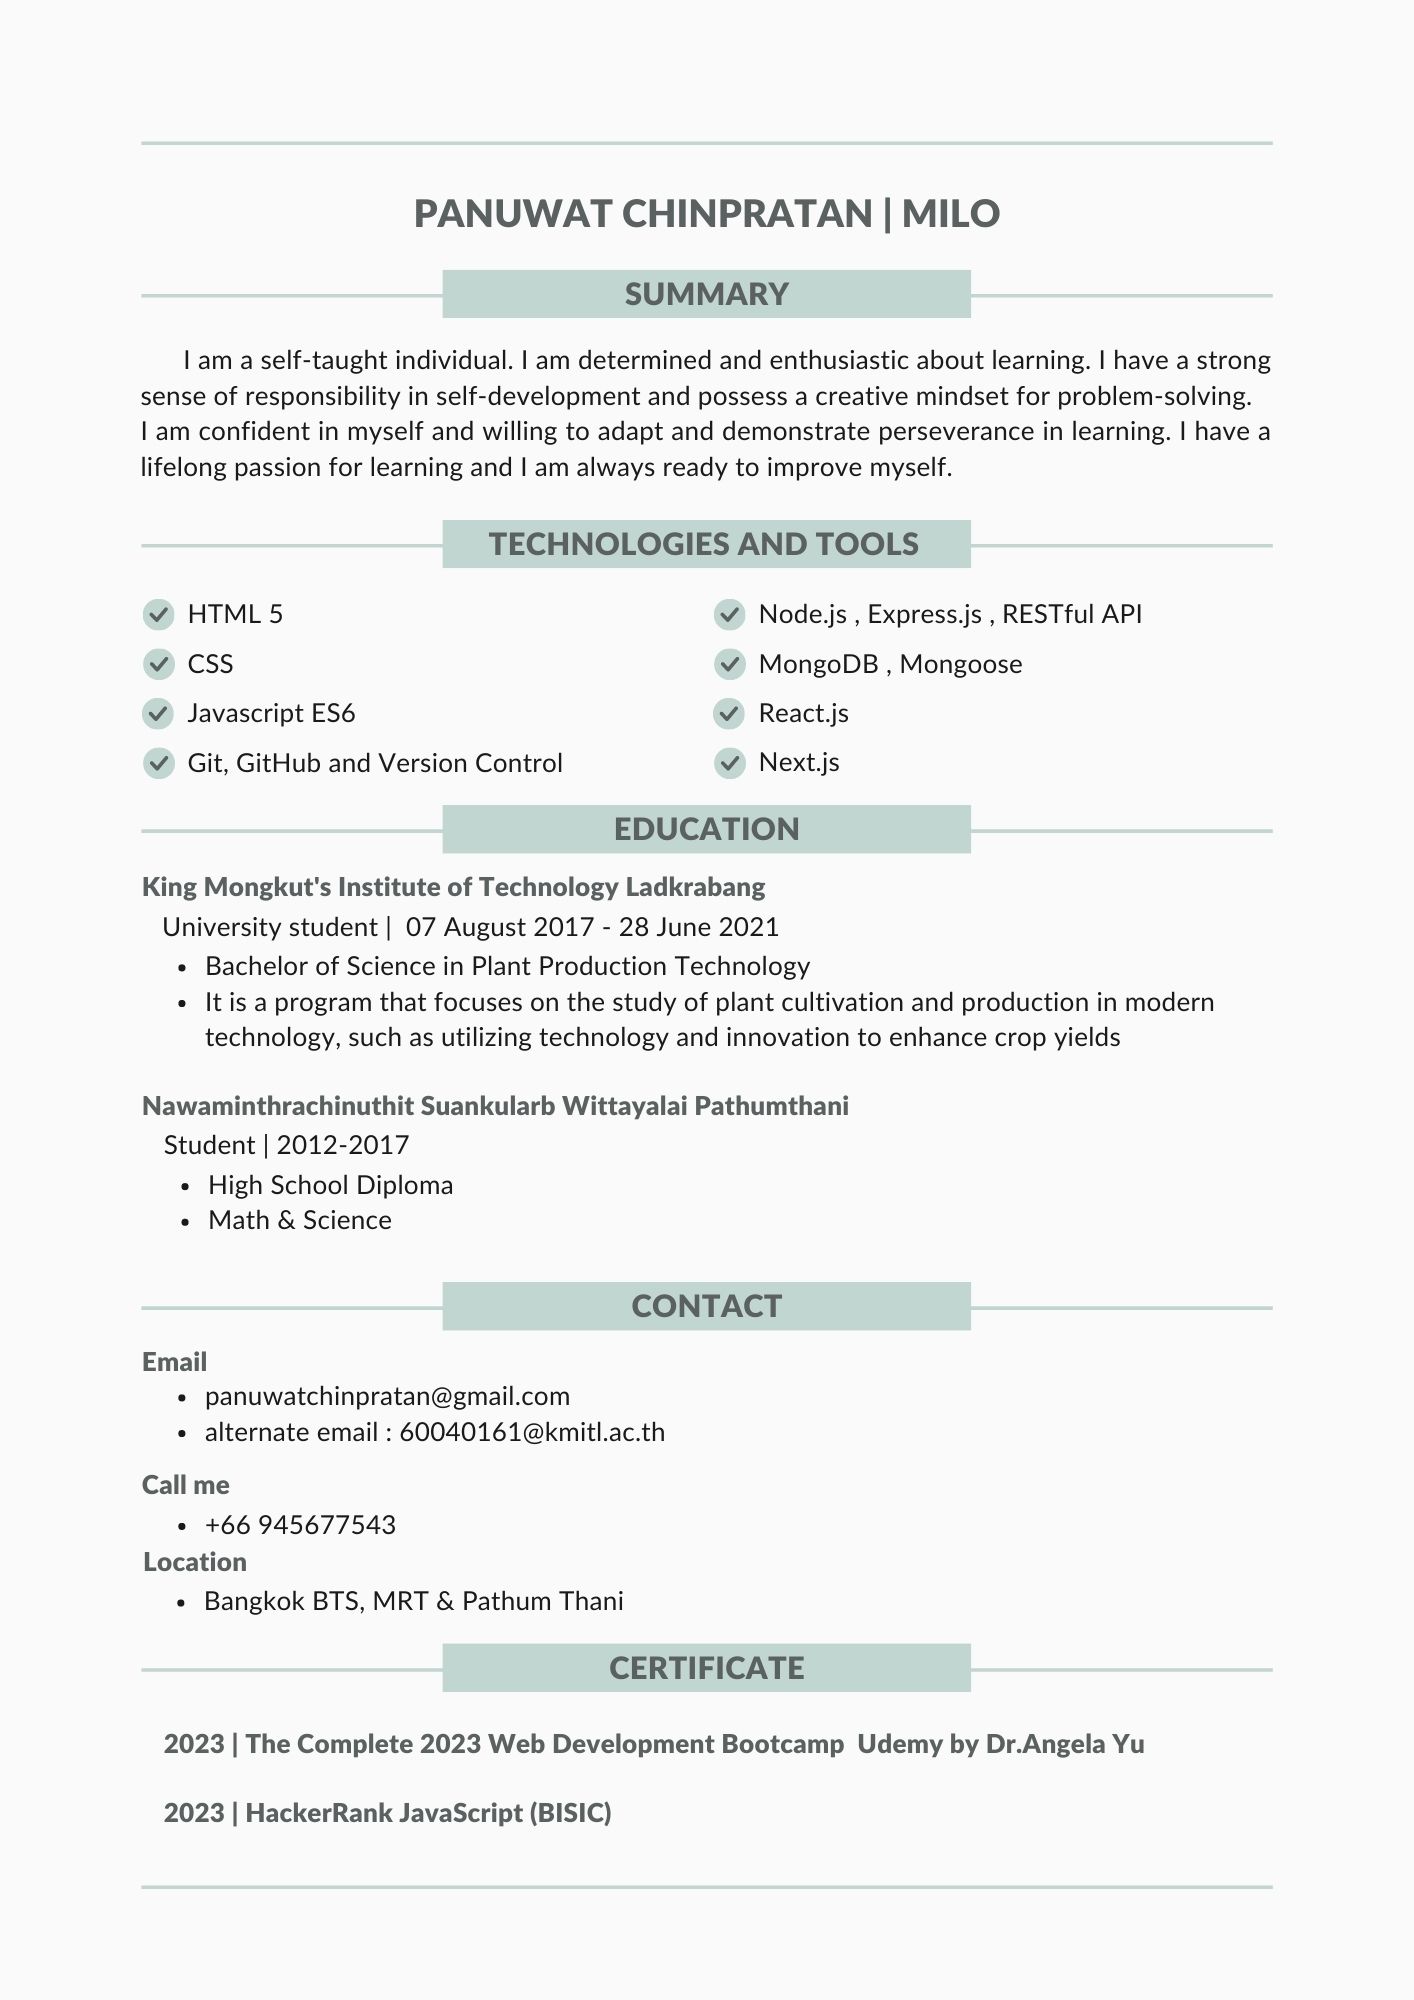 PANUWAT CHINPRATAN | MILO
SUMMARY
I am a self-taught individual. I am determined and enthusiastic about learning. I have a strong
sense of responsibility in self-development and possess a creative mindset for problem-solving.
I am confident in myself and willing to adapt and demonstrate perseverance in learning. I have a
lifelong passion for learning and I am always ready to improve myself.
TECHNOLOGIES AND TOOLS
HTML 5
CSS
Javascript ES6
Git, GitHub and Version Control
Node.js , Express.js , RESTful API
MongoDB , Mongoose
React.js
Next.js
EDUCATION
King Mongkut's Institute of Technology Ladkrabang
University student | 07 August 2017 - 28 June 2021
• Bachelor of Science in Plant Production Technology
• It is a program that focuses on the study of plant cultivation and production in modern
technology, such as utilizing technology and innovation to enhance crop yields
Nawaminthrachinuthit Suankularb Wittayalai Pathumthani
Student | 2012-2017
• High School Diploma
• Math & Science
CONTACT
Email
• panuwatchinpratan@gmail.com
• alternate email : 60040161@kmitl.ac.th
Call me
• +66 945677543
Location
• Bangkok BTS, MRT & Pathum Thani
CERTIFICATE
2023 | The Complete 2023 Web Development Bootcamp Udemy by Dr.Angela Yu
2023 | HackerRank JavaScript (BISIC)